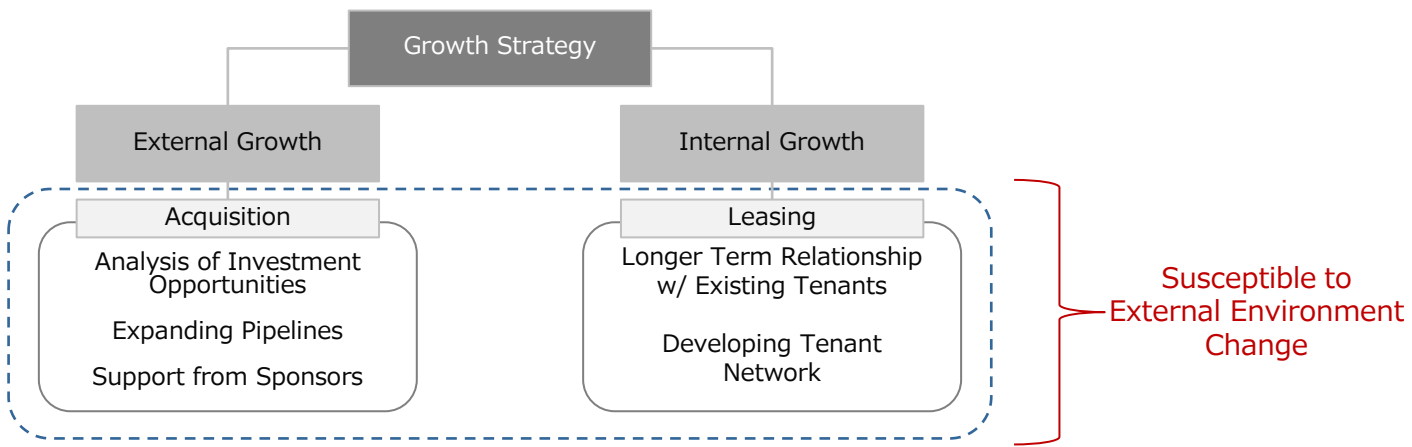 Growth Strategy
External Growth
Internal Growth
Acquisition
Analysis of Investment
Opportunities
Expanding Pipelines
Support from Sponsors
Leasing
Longer Term Relationship
w/ Existing Tenants
Developing Tenant
Network
Susceptible to
External Environment
Change